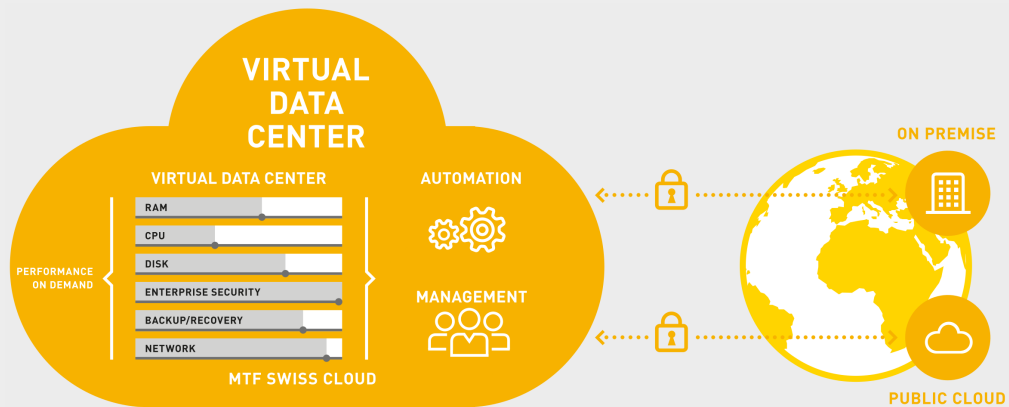 VIRTUAL
DATA
CENTER
VIRTUAL DATA CENTER
RAM
CPU
DISK
ENTERPRISE SECURITY
BACKUP/RECOVERY
NETWORK
PERFORMANCE
ON DEMAND
MTF SWISS CLOUD
AUTOMATION
MANAGEMENT
ON PREMISE
PUBLIC CLOUD